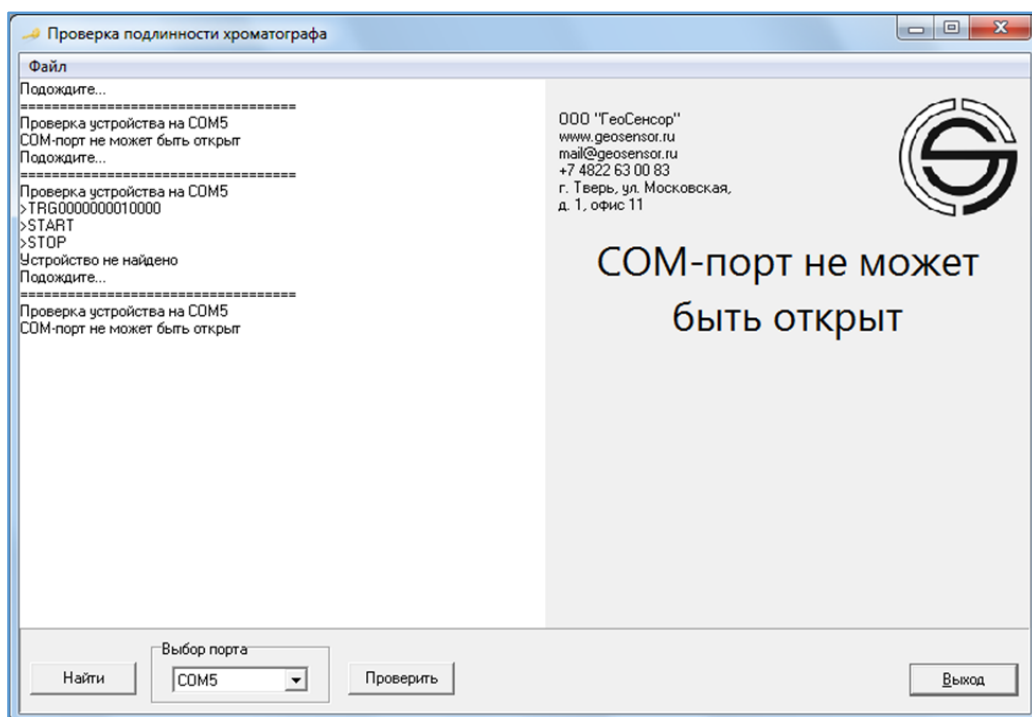 Проверка подлинности хроматографа
Файл
Подождите...
===================================
Проверка устройства на COM5
COM-порт не может быть открыт
Подождите...
===================================
Проверка устройства на COM5
>TRG0000000010000
>START
>STOP
Устройство не найдено
Подождите...
===================================
Проверка устройства на COM5
COM-порт не может быть открыт
ООО "ГеоСенсор"
www.geosensor.ru
mail@geosensor.ru
+7 4822 63 00 83
г. Тверь, ул. Московская,
д. 1, офис 11
COM-порт не может
быть открыт
Найти
Выбор порта
COM5
Проверить
Выход